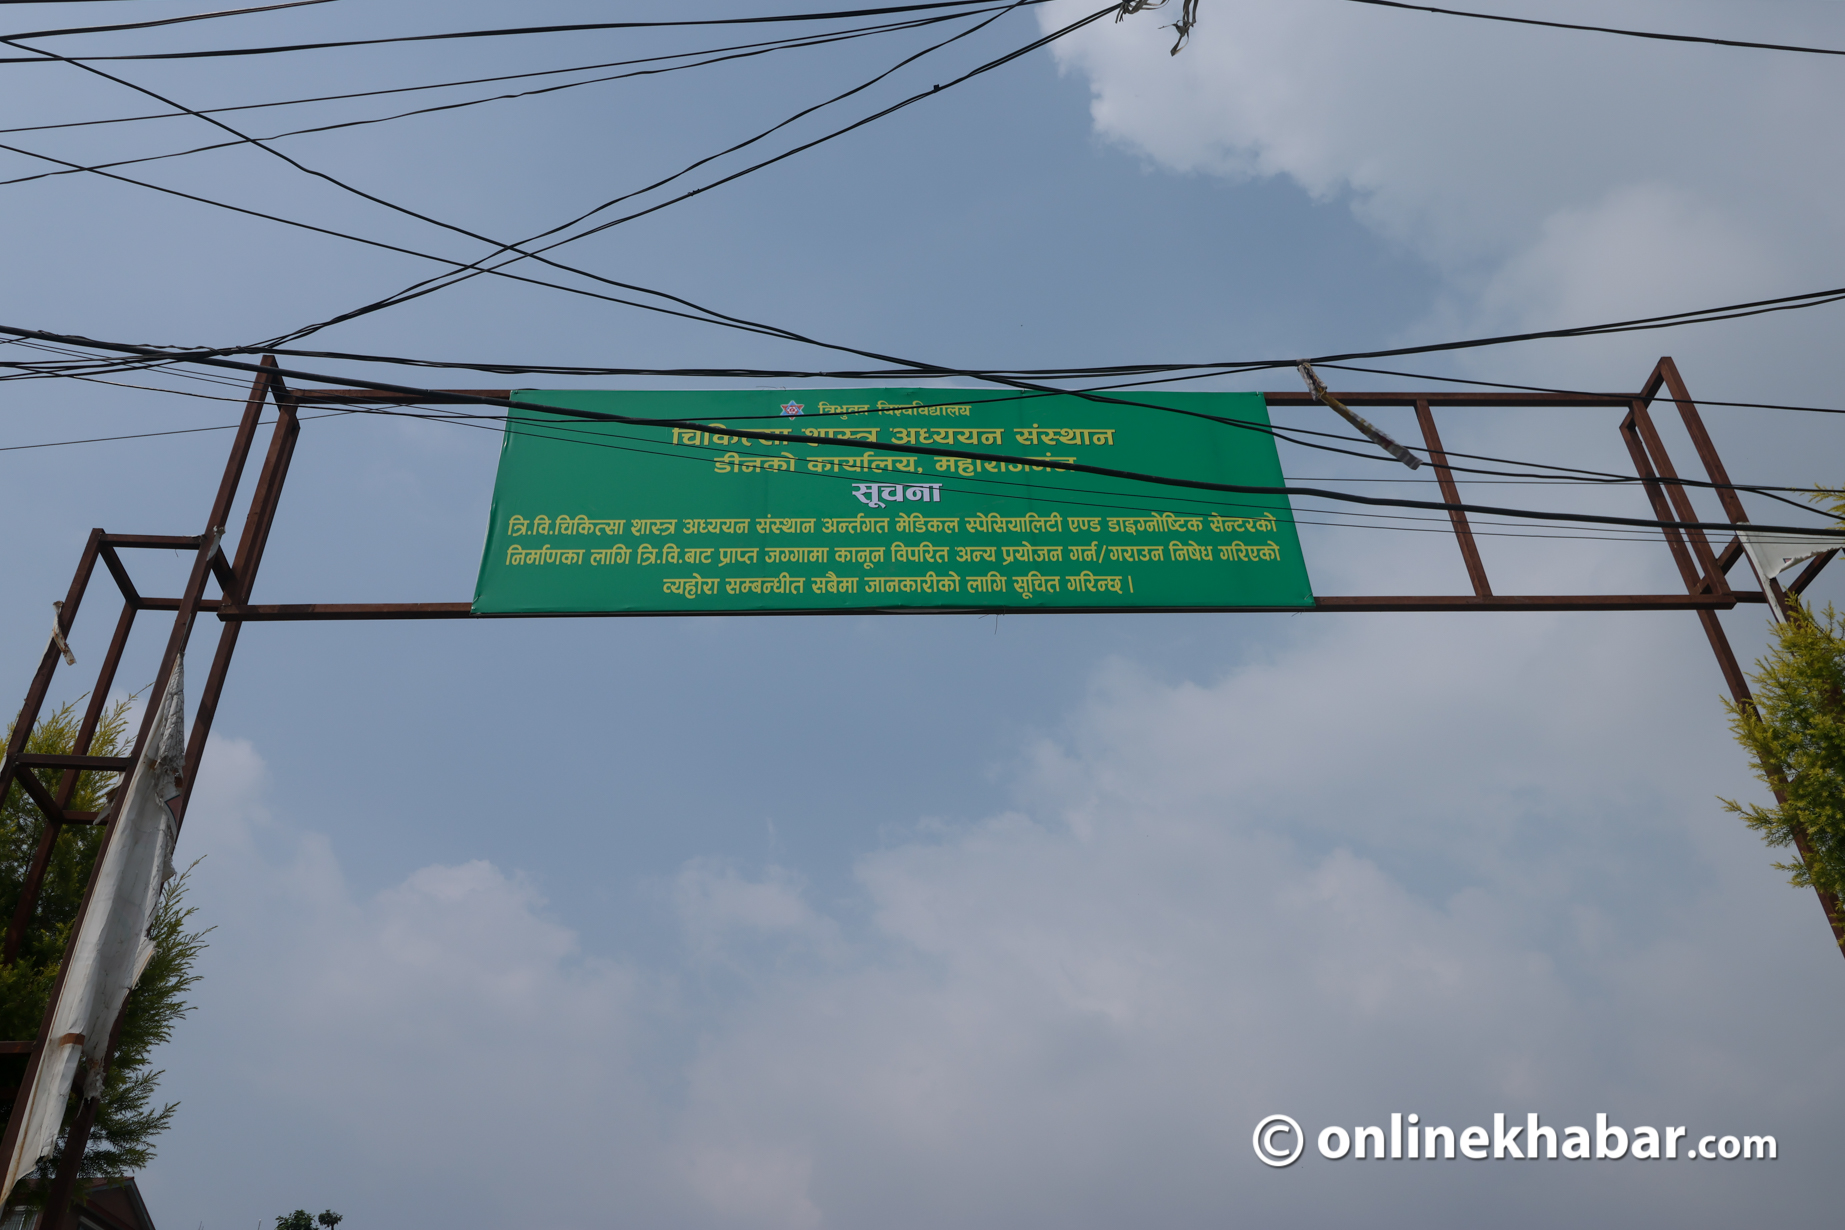 त्रिभुवन विश्वविद्यालय
चिकित्सा शास्त्र अध्ययन संस्थान
डीनको कार्यालय, महाराजगंज
सूचना
त्रि.वि.चिकित्सा शास्त्र अध्ययन संस्थान अर्न्तगत मेडिकल स्पेसियालिटी एण्ड डाइग्नोष्टिक सेन्टरको
निर्माणका लागि त्रि.वि.बाट प्राप्त जग्गामा कानून विपरित अन्य प्रयोजन गर्न/गराउन निषेध गरिएको
व्यहोरा सम्बन्धीत सबैमा जानकारीको लागि सूचित गरिन्छ ।
© onlinekhabar.com